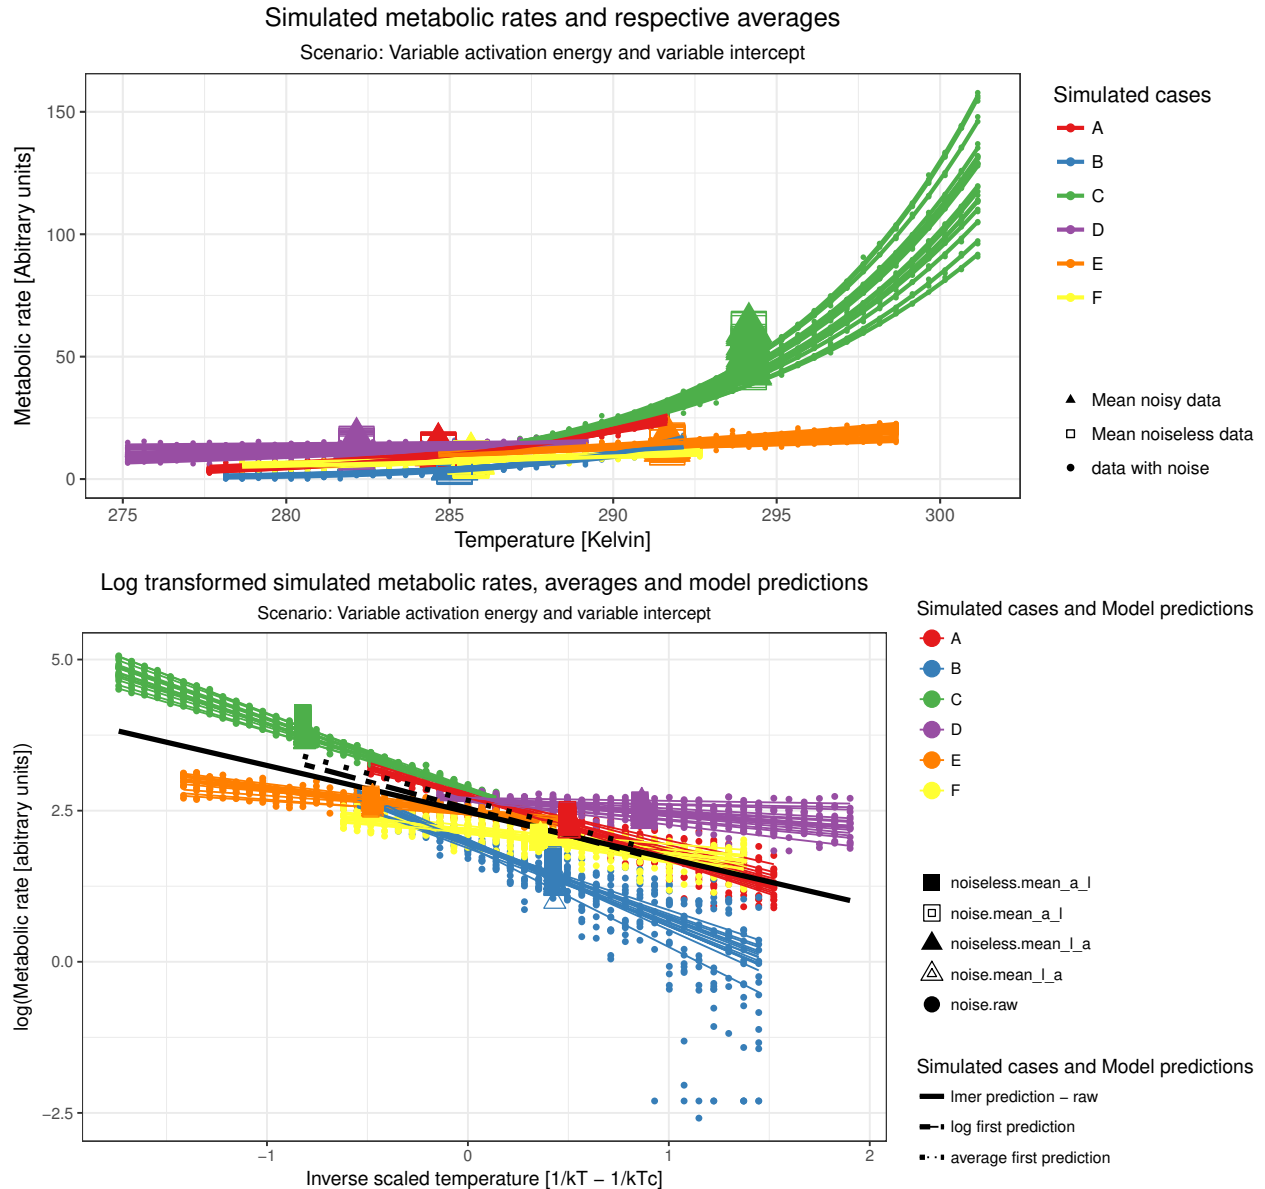 Simulated metabolic rates and respective averages
Scenario: Variable activation energy and variable intercept
Metabolic rate [Abitrary units]
150
100
50
0
275
280
285
290
295
300
Temperature [Kelvin]
Simulated cases
A
B
C
D
E
F
Mean noisy data
Mean noiseless data
data with noise
Log transformed simulated metabolic rates, averages and model predictions
Scenario: Variable activation energy and variable intercept
log(Metabolic rate [abitrary units])
5.0
2.5
0.0
−2.5
−1
0
1
2
Inverse scaled temperature [1/kT − 1/kTc]
Simulated cases and Model predictions
A
B
C
D
E
F
noiseless.mean_a_l
noise.mean_a_l
noiseless.mean_l_a
noise.mean_l_a
noise.raw
Simulated cases and Model predictions
lmer prediction − raw
log first prediction
average first prediction